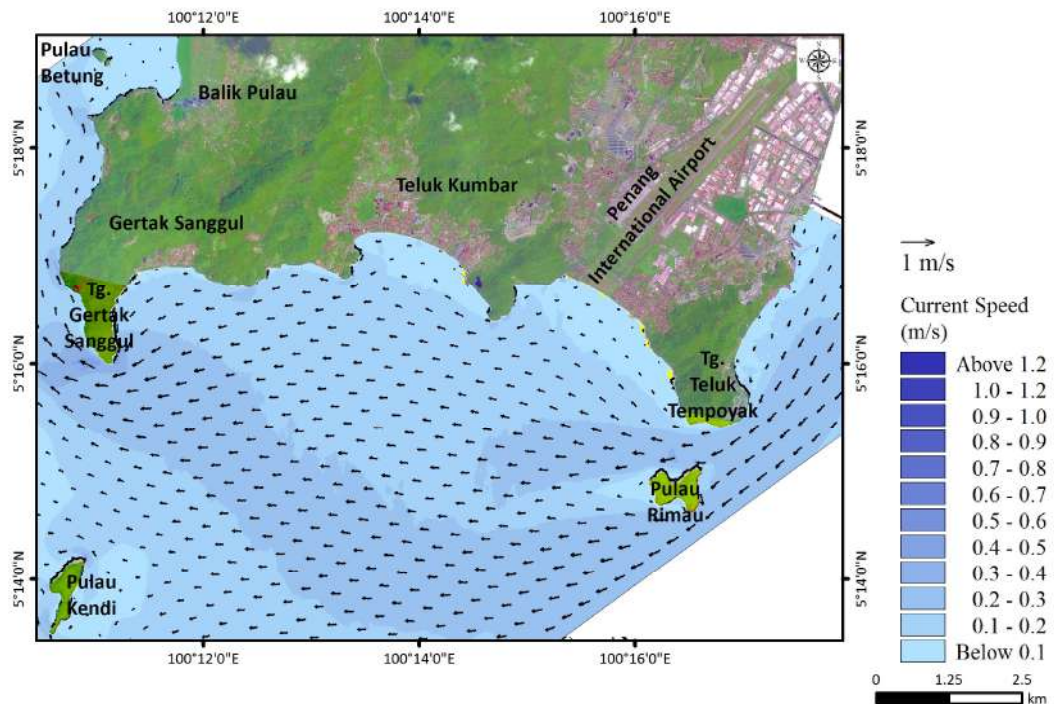 100°12'0"E
100°14'0"E
100°16'0"E
Pulau
Betung
Balik Pulau
Teluk Kumbar
Gertak Sanggul
Penang
International Airport
Tg.
Gertak
Sanggul
Tg.
Teluk
Tempoyak
Pulau
Rimau
Pulau
Kendi
5°18'0"N
5°16'0"N
5°14'0"N
5°18'0"N
5°16'0"N
5°14'0"N
N
W
E
S
100°12'0"E
100°14'0"E
100°16'0"E
1 m/s
Current Speed
(m/s)
Above 1.2
1.0 - 1.2
0.9 - 1.0
0.8 - 0.9
0.7 - 0.8
0.6 - 0.7
0.5 - 0.6
0.4 - 0.5
0.3 - 0.4
0.2 - 0.3
0.1 - 0.2
Below 0.1
0 1.25 2.5
km